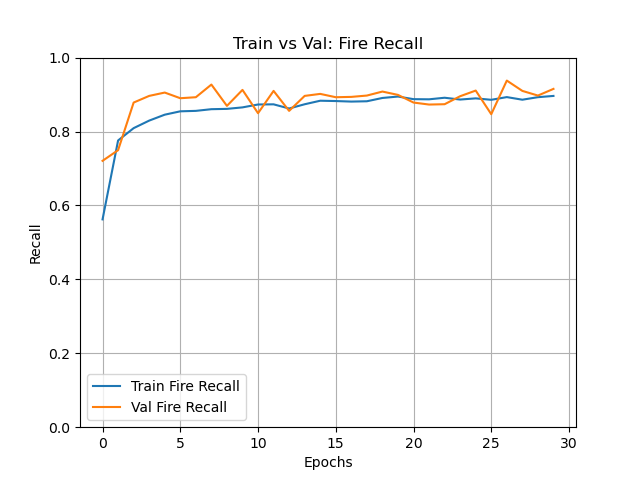 Train vs Val: Fire Recall
1.0
0.8
0.6
0.4
0.2
0.0
Recall
Train Fire Recall
Val Fire Recall
0 5 10 15 20 25 30
Epochs